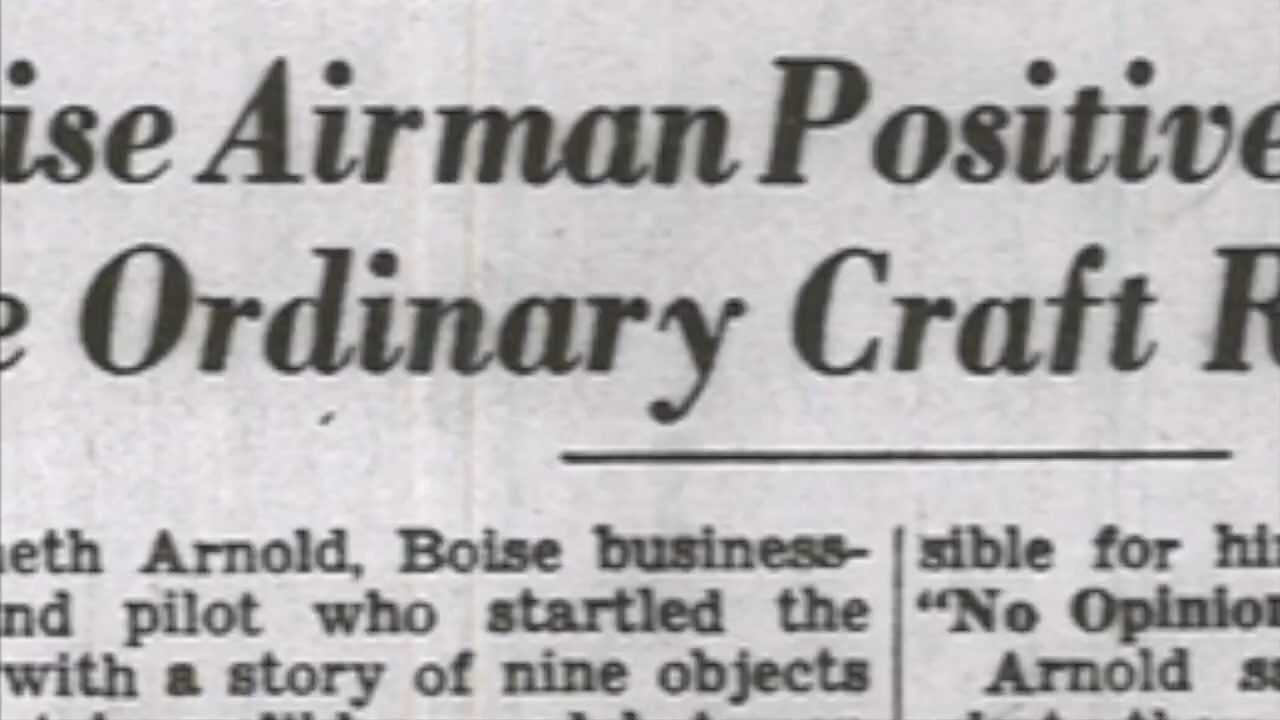 ise Airman Positive
e Ordinary Craft R
neth Arnold, Boise business-
nd pilot who startled the
with a story of nine objects
sible for hi
"No Opinion
Arnold sa